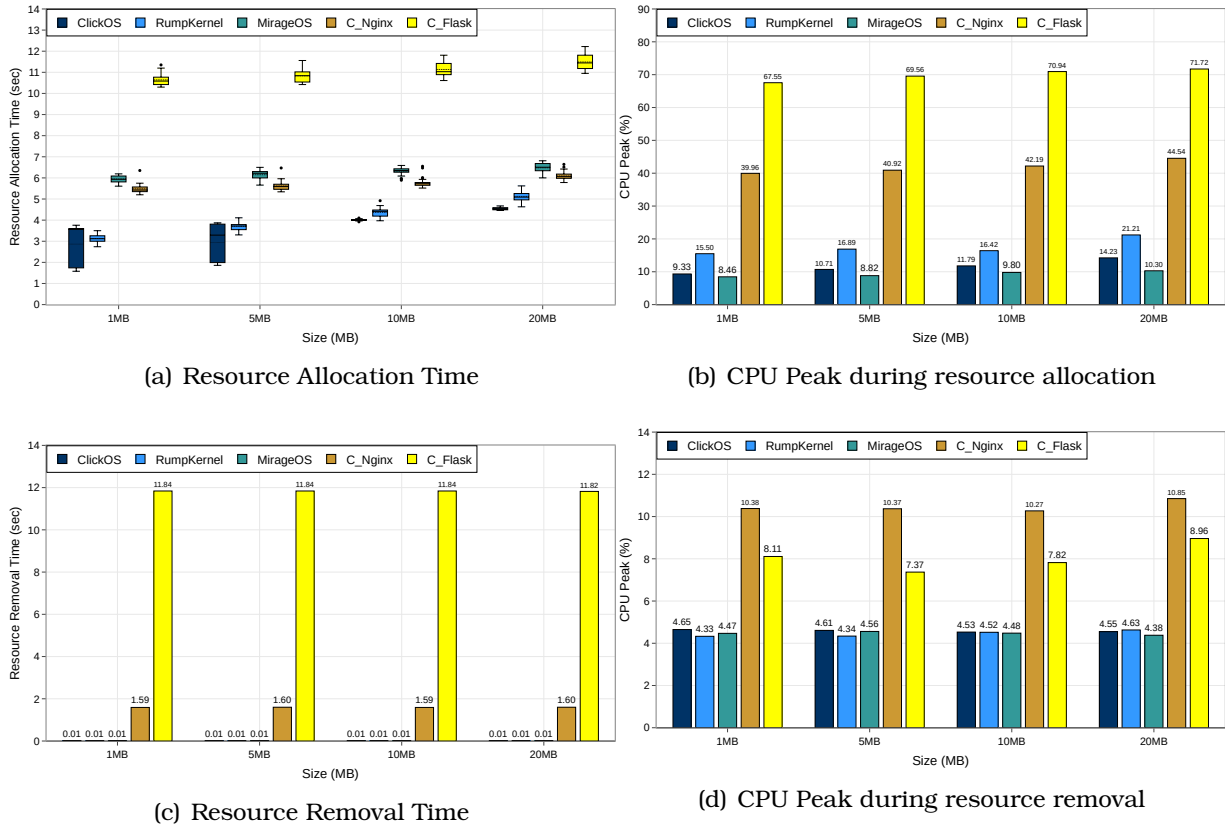 ClickOS RumpKernel MirageOS C_Nginx C_Flask
Resource Allocation Time (sec)
14
13
12
11
10
9
8
7
6
5
4
3
2
1
0
1MB 5MB 10MB 20MB
Size (MB)
(a) Resource Allocation Time
ClickOS RumpKernel MirageOS C_Nginx C_Flask
CPU Peak (%)
90
80
70
60
50
40
30
20
10
0
9.33 15.50 8.46 39.96 67.55
10.71 16.89 8.82 40.92 69.56
11.79 16.42 9.80 42.19 70.94
14.23 21.21 10.30 44.54 71.72
1MB 5MB 10MB 20MB
Size (MB)
(b) CPU Peak during resource allocation
ClickOS RumpKernel MirageOS C_Nginx C_Flask
Resource Removal Time (sec)
14
12
10
8
6
4
2
0
0.01 0.01 0.01 1.59 11.84
0.01 0.01 0.01 1.60 11.84
0.01 0.01 0.01 1.59 11.84
0.01 0.01 0.01 1.60 11.82
1MB 5MB 10MB 20MB
Size (MB)
(c) Resource Removal Time
ClickOS RumpKernel MirageOS C_Nginx C_Flask
CPU Peak (%)
14
12
10
8
6
4
2
0
4.65 4.33 4.47 10.38 8.11
4.61 4.34 4.56 10.37 7.37
4.53 4.52 4.48 10.27 7.82
4.55 4.63 4.38 10.85 8.96
1MB 5MB 10MB 20MB
Size (MB)
(d) CPU Peak during resource removal